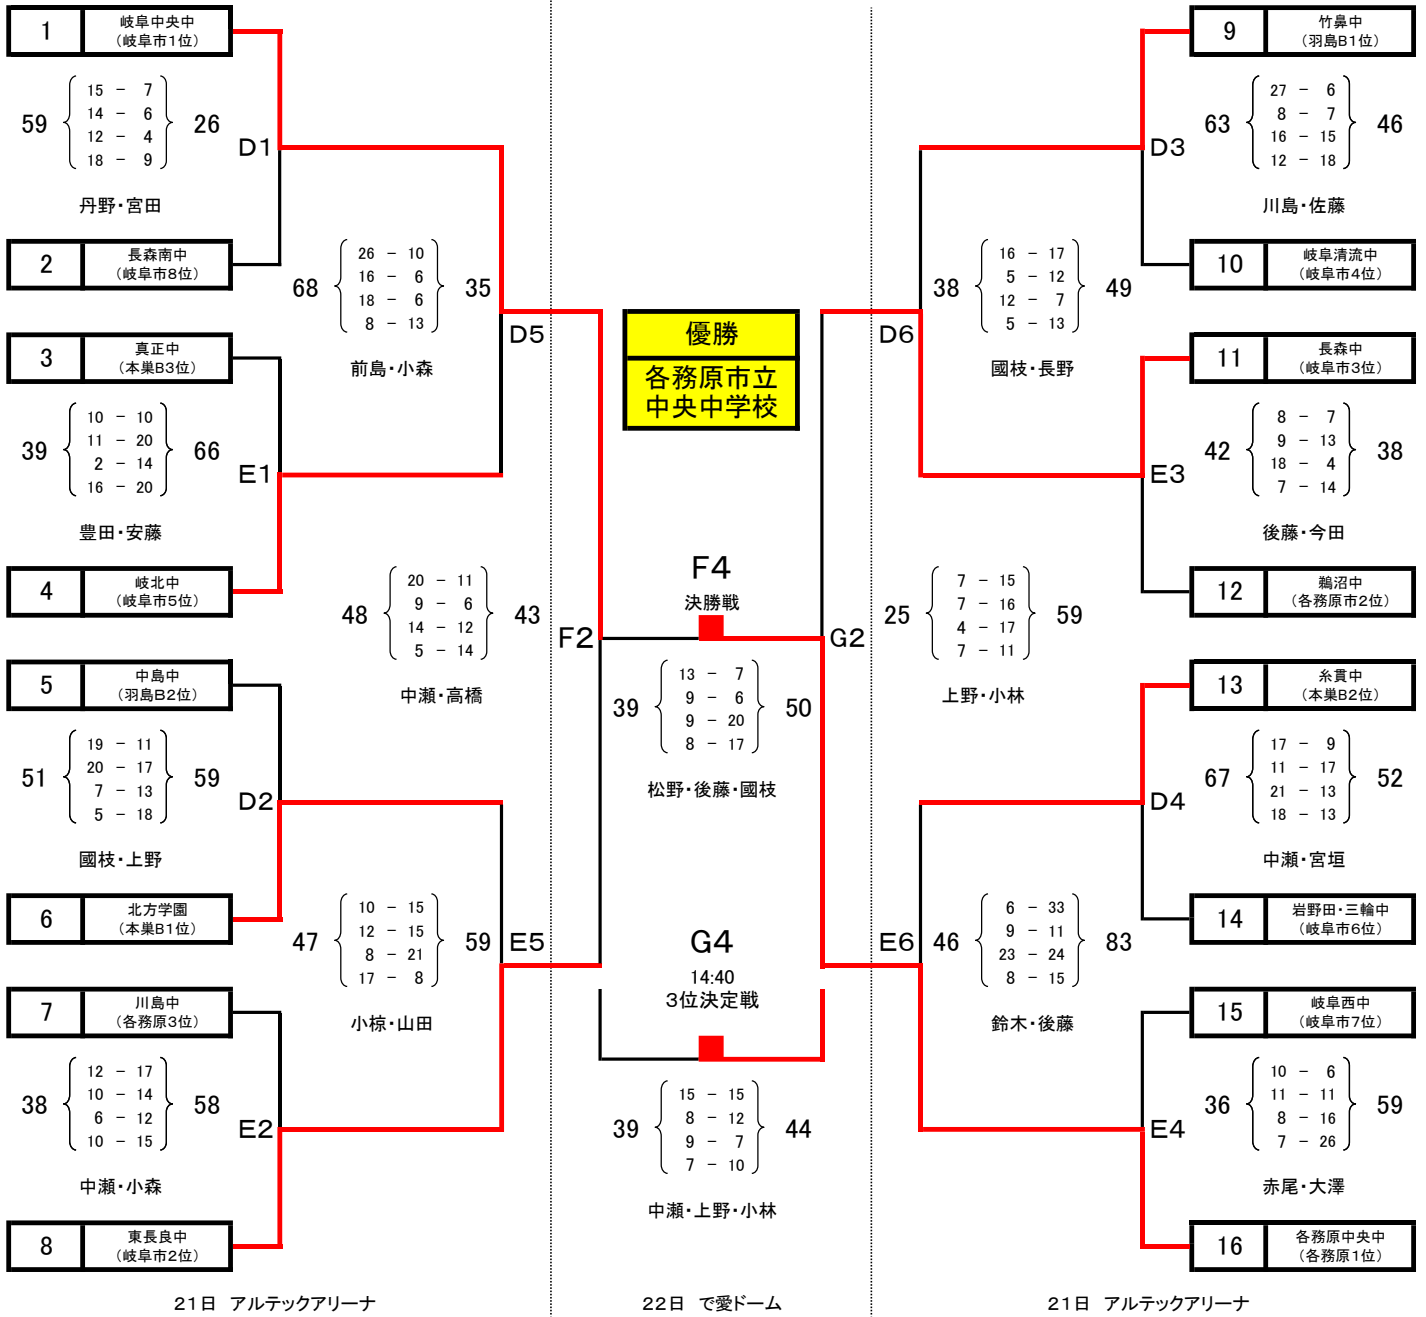 1
岐阜中央中
(岐阜市1位)
59
15 - 7
14 - 6
12 - 4
18 - 9
26
D1
丹野・宮田
2
長森南中
(岐阜市8位)
68
26 - 10
16 - 6
18 - 6
8 - 13
35
D5
前島・小森
3
真正中
(本巣B3位)
39
10 - 10
11 - 20
2 - 14
16 - 20
66
E1
豊田・安藤
4
岐北中
(岐阜市5位)
48
20 - 11
9 - 6
14 - 12
5 - 14
43
F2
中瀬・高橋
5
中島中
(羽島B2位)
51
19 - 11
20 - 17
7 - 13
5 - 18
59
D2
國枝・上野
6
北方学園
(本巣B1位)
47
10 - 15
12 - 15
8 - 21
17 - 8
59
E5
小椋・山田
7
川島中
(各務原3位)
38
12 - 17
10 - 14
6 - 12
10 - 15
58
E2
中瀬・小森
8
東長良中
(岐阜市2位)
21日 アルテックアリーナ
優勝
各務原市立
中央中学校
F4
決勝戦
39
13 - 7
9 - 6
9 - 20
8 - 17
50
松野・後藤・國枝
G4
14:40
3位決定戦
39
15 - 15
8 - 12
9 - 7
7 - 10
44
中瀬・上野・小林
22日 で愛ドーム
9
竹鼻中
(羽島B1位)
63
27 - 6
8 - 7
16 - 15
12 - 18
46
D3
川島・佐藤
10
岐阜清流中
(岐阜市4位)
D6
38
16 - 17
5 - 12
12 - 7
5 - 13
49
國枝・長野
11
長森中
(岐阜市3位)
42
8 - 7
9 - 13
18 - 4
7 - 14
38
E3
後藤・今田
12
鵜沼中
(各務原市2位)
G2
25
7 - 15
7 - 16
4 - 17
7 - 11
59
上野・小林
13
糸貫中
(本巣B2位)
67
17 - 9
11 - 17
21 - 13
18 - 13
52
D4
中瀬・宮垣
14
岩野田・三輪中
(岐阜市6位)
E6
46
6 - 33
9 - 11
23 - 24
8 - 15
83
鈴木・後藤
15
岐阜西中
(岐阜市7位)
36
10 - 6
11 - 11
8 - 16
7 - 26
59
E4
赤尾・大澤
16
各務原中央中
(各務原1位)
21日 アルテックアリーナ